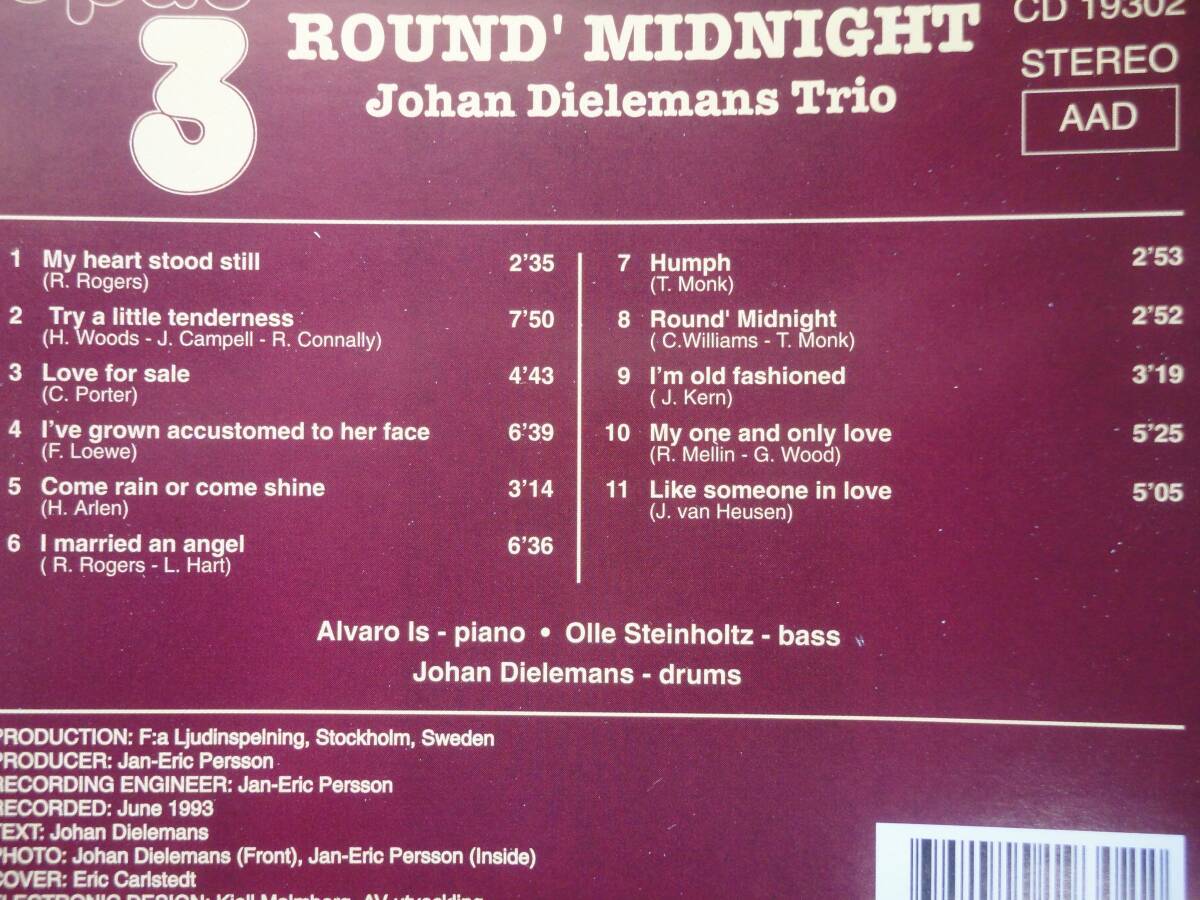 3
ROUND' MIDNIGHT
Johan Dielemans Trio
CD 19302
STEREO
AAD
1 My heart stood still 2'35
(R. Rogers)
2 Try a little tenderness 7'50
(H. Woods - J. Campell - R. Connally)
3 Love for sale 4'43
(C. Porter)
4 I've grown accustomed to her face 6'39
(F. Loewe)
5 Come rain or come shine 3'14
(H. Arlen)
6 I married an angel 6'36
( R. Rogers - L. Hart)
7 Humph 2'53
(T. Monk)
8 Round' Midnight 2'52
( C.Williams - T. Monk)
9 I'm old fashioned 3'19
( J. Kern)
10 My one and only love 5'25
(R. Mellin - G. Wood)
11 Like someone in love 5'05
(J. van Heusen)
Alvaro Is - piano • Olle Steinholtz - bass
Johan Dielemans - drums
PRODUCTION: F:a Ljudinspelning, Stockholm, Sweden
PRODUCER: Jan-Eric Persson
RECORDING ENGINEER: Jan-Eric Persson
RECORDED: June 1993
TEXT: Johan Dielemans
PHOTO: Johan Dielemans (Front), Jan-Eric Persson (Inside)
COVER: Eric Carlstedt
ELECTRONIC DESIGN: Kjell Malmberg, AV-utveckling